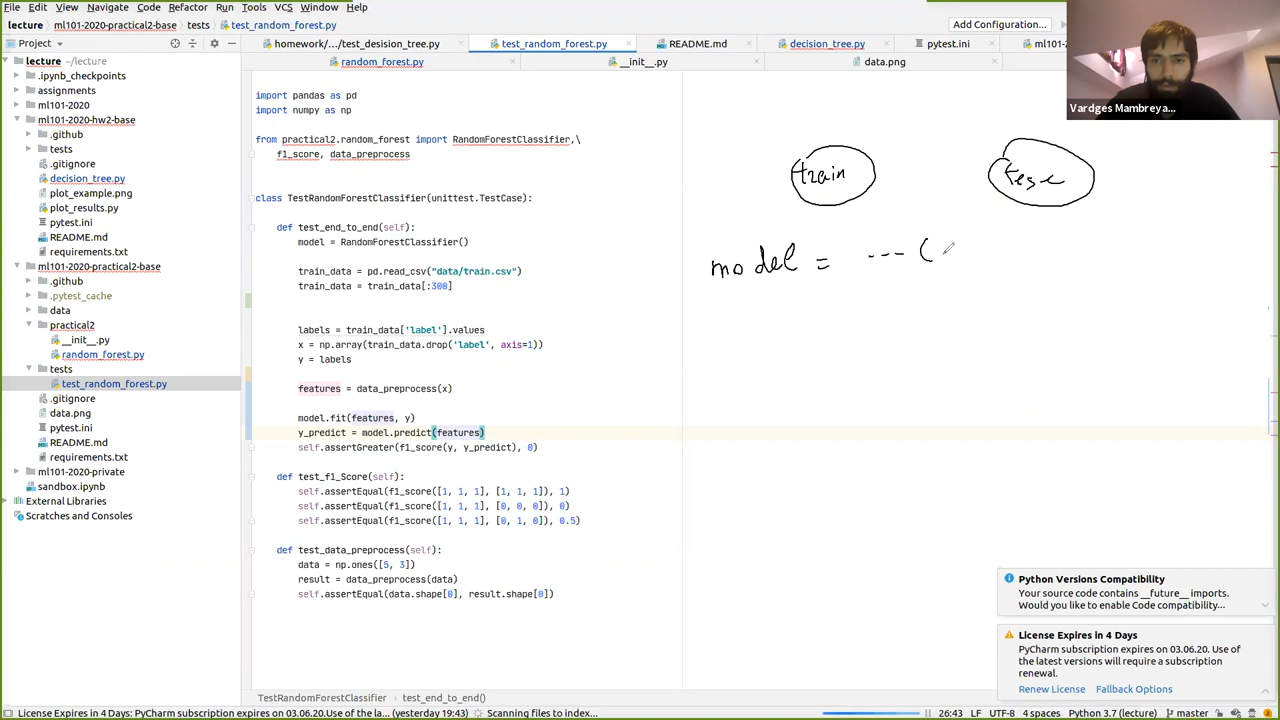 File Edit View Navigate Code Refactor Run Tools VCS Window Help
lecture ml101-2020-practical2-base tests test_random_forest.py
Add Configuration...
Project
homework/.../test_desision_tree.py
test_random_forest.py
README.md
decision_tree.py
pytest.ini
ml101
random_forest.py
__init__.py
data.png
Vardges Mambreya...
lecture ~/lecture
.ipynb_checkpoints
assignments
ml101-2020
ml101-2020-hw2-base
.github
tests
.gitignore
decision_tree.py
plot_example.png
plot_results.py
pytest.ini
README.md
requirements.txt
ml101-2020-practical2-base
.github
.pytest_cache
data
practical2
__init__.py
random_forest.py
tests
test_random_forest.py
.gitignore
data.png
pytest.ini
README.md
requirements.txt
ml101-2020-private
sandbox.ipynb
External Libraries
Scratches and Consoles
import pandas as pd
import numpy as np
from practical2.random_forest import RandomForestClassifier,\
f1_score, data_preprocess
class TestRandomForestClassifier(unittest.TestCase):
def test_end_to_end(self):
model = RandomForestClassifier()
train_data = pd.read_csv("data/train.csv")
train_data = train_data[:300]
labels = train_data['label'].values
x = np.array(train_data.drop('label', axis=1))
y = labels
features = data_preprocess(x)
model.fit(features, y)
y_predict = model.predict(features)
self.assertGreater(f1_score(y, y_predict), 0)
def test_f1_Score(self):
self.assertEqual(f1_score([1, 1, 1], [1, 1, 1]), 1)
self.assertEqual(f1_score([1, 1, 1], [0, 0, 0]), 0)
self.assertEqual(f1_score([1, 1, 1], [0, 1, 0]), 0.5)
def test_data_preprocess(self):
data = np.ones([5, 3])
result = data_preprocess(data)
self.assertEqual(data.shape[0], result.shape[0])
train
test
model = --- (
Python Versions Compatibility
Your source code contains __future__ imports.
Would you like to enable Code compatibility...
License Expires in 4 Days
PyCharm subscription expires on 03.06.20. Use of
the latest versions will require a subscription
renewal.
Renew License Fallback Options
TestRandomForestClassifier test_end_to_end()
License Expires in 4 Days: PyCharm subscription expires on 03.06.20.Use of the la... (yesterday 19:43) Scanning files to index... 26:43 LF UTF-8 4 spaces Python 3.7 (lecture) master